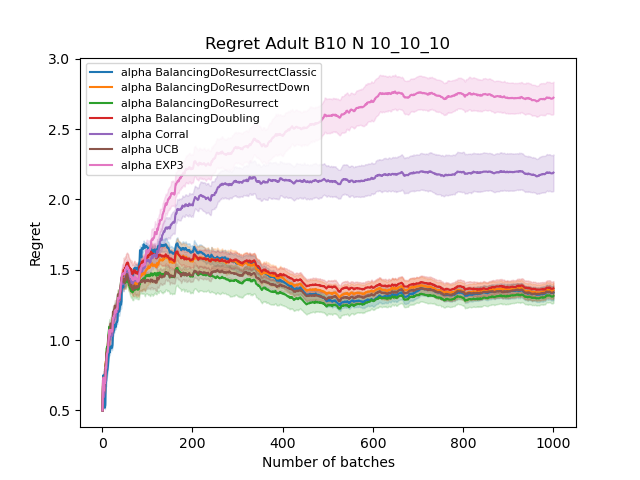 Regret Adult B10 N 10_10_10
3.0
2.5
2.0
1.5
1.0
0.5
Regret
alpha BalancingDoResurrectClassic
alpha BalancingDoResurrectDown
alpha BalancingDoResurrect
alpha BalancingDoubling
alpha Corral
alpha UCB
alpha EXP3
0 200 400 600 800 1000
Number of batches